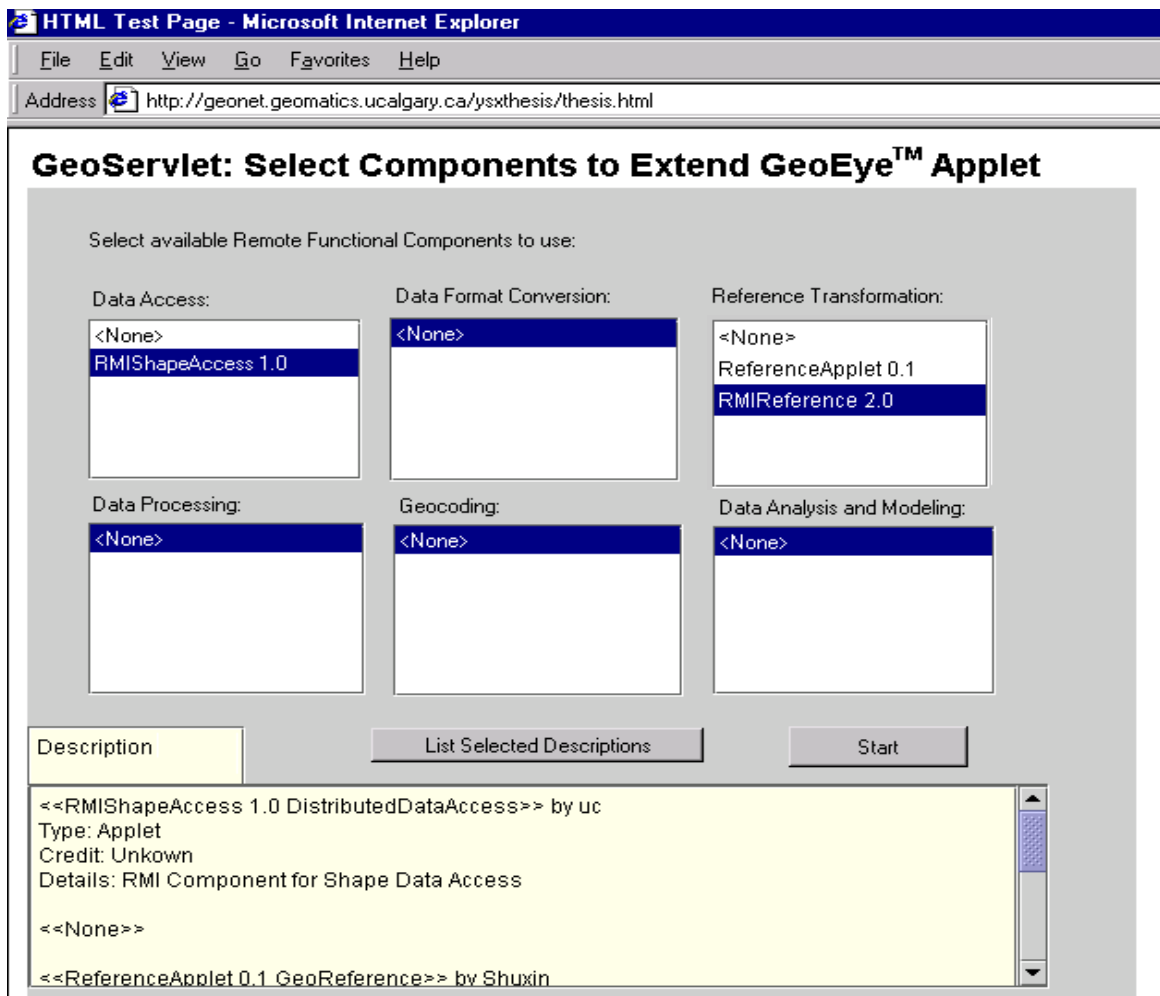 HTML Test Page - Microsoft Internet Explorer
File Edit View Go Favorites Help
Address http://geonet.geomatics.ucalgary.ca/ysxthesis/thesis.html
GeoServlet: Select Components to Extend GeoEye™ Applet
Select available Remote Functional Components to use:
Data Access:
<None>
RMIShapeAccess 1.0
Data Format Conversion:
<None>
Reference Transformation:
<None>
ReferenceApplet 0.1
RMIReference 2.0
Data Processing:
<None>
Geocoding:
<None>
Data Analysis and Modeling:
<None>
Description
List Selected Descriptions
Start
<<RMIShapeAccess 1.0 DistributedDataAccess>> by uc
Type: Applet
Credit: Unkown
Details: RMI Component for Shape Data Access
<<None>>
<<ReferenceApplet 0.1 GeoReference>> by Shuxin